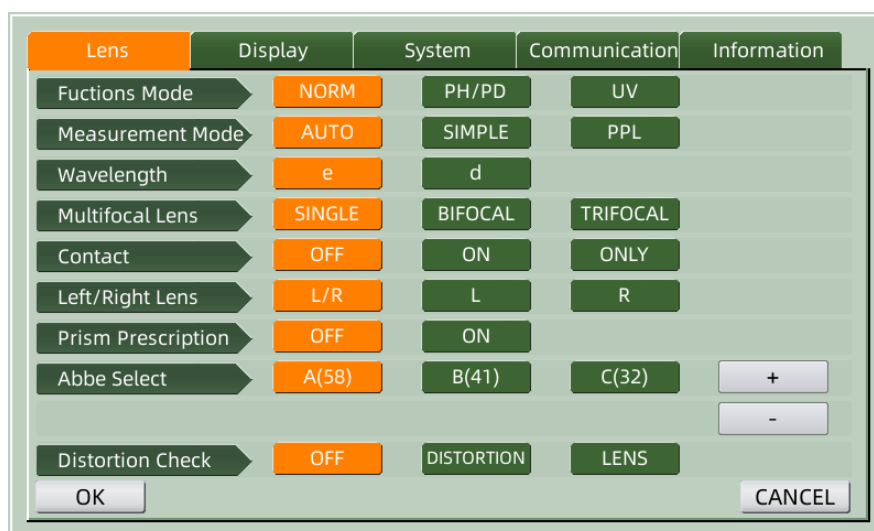 Lens Display System Communication Information
Fuctions Mode NORM PH/PD UV
Measurement Mode AUTO SIMPLE PPL
Wavelength e d
Multifocal Lens SINGLE BIFOCAL TRIFOCAL
Contact OFF ON ONLY
Left/Right Lens L/R L R
Prism Prescription OFF ON
Abbe Select A(58) B(41) C(32) +
-
Distortion Check OFF DISTORTION LENS
OK CANCEL